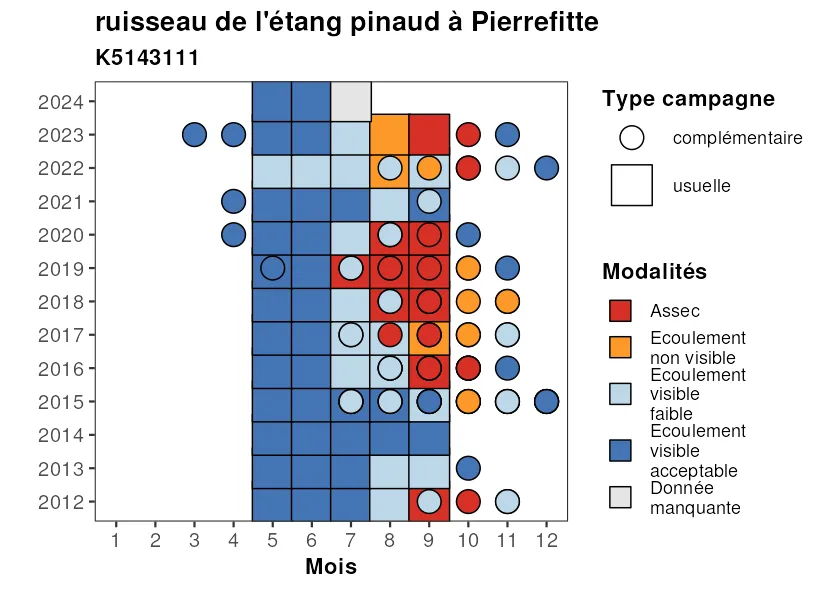 ruisseau de l'étang pinaud à Pierrefitte
K5143111
2024
2023
2022
2021
2020
2019
2018
2017
2016
2015
2014
2013
2012
1 2 3 4 5 6 7 8 9 10 11 12
Mois
Type campagne
complémentaire
usuelle
Modalités
Assec
Ecoulement
non visible
Ecoulement
visible
faible
Ecoulement
visible
acceptable
Donnée
manquante